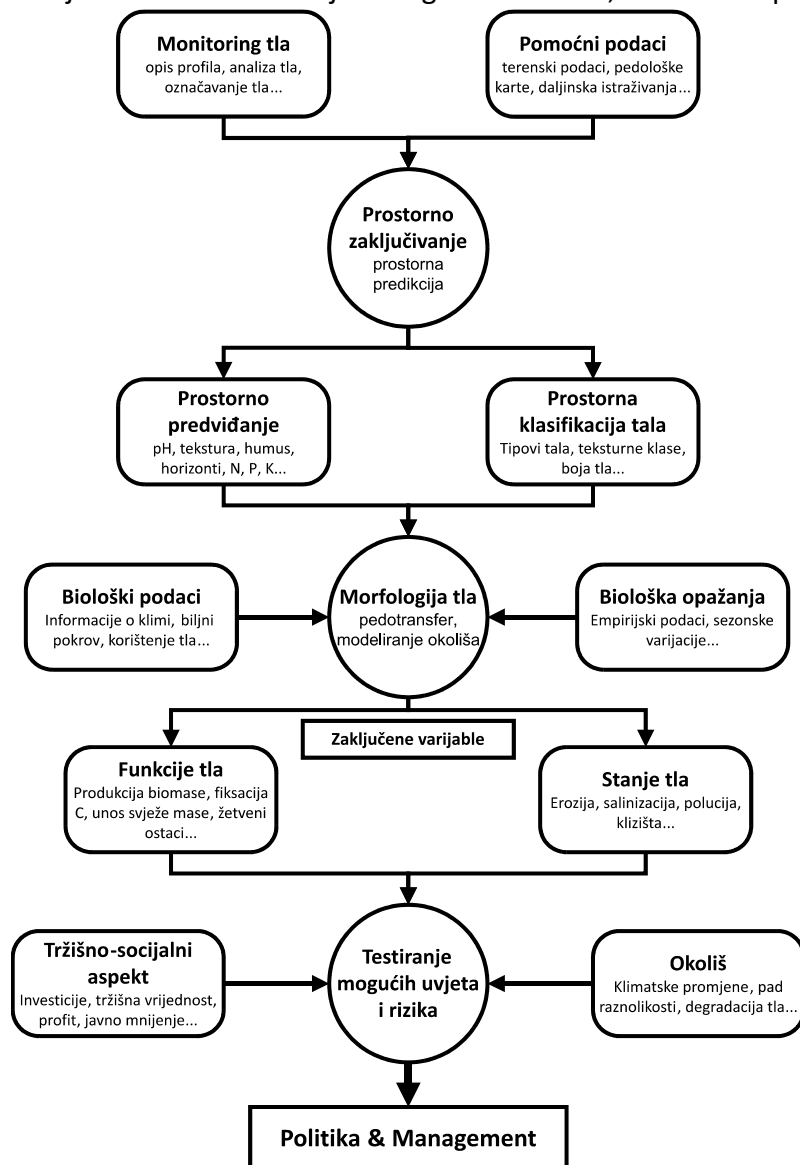 Monitoring tla
opis profila, analiza tla,
označavanje tla...
Pomoćni podaci
terenski podaci, pedološke
karte, daljinska istraživanja...
Prostorno
zaključivanje
prostorna
predikcija
Prostorno
predviđanje
pH, tekstura, humus,
horizonti, N, P, K...
Prostorna
klasifikacija tala
Tipovi tala, teksturne klase,
boja tla...
Biološki podaci
Informacije o klimi, biljni
pokrov, korištenje tla...
Morfologija tla
pedotransfer,
modeliranje okoliša
Biološka opažanja
Empirijski podaci, sezonske
varijacije...
Zaključene varijable
Funkcije tla
Produkcija biomase, fiksacija
C, unos svježe mase, žetveni
ostaci...
Stanje tla
Erozija, salinizacija, polucija,
klizišta...
Tržišno-socijalni
aspekt
Investicije, tržišna vrijednost,
profit, javno mnijenje...
Testiranje
mogućih uvjeta
i rizika
Okoliš
Klimatske promjene, pad
raznolikosti, degradacija tla...
Politika & Management